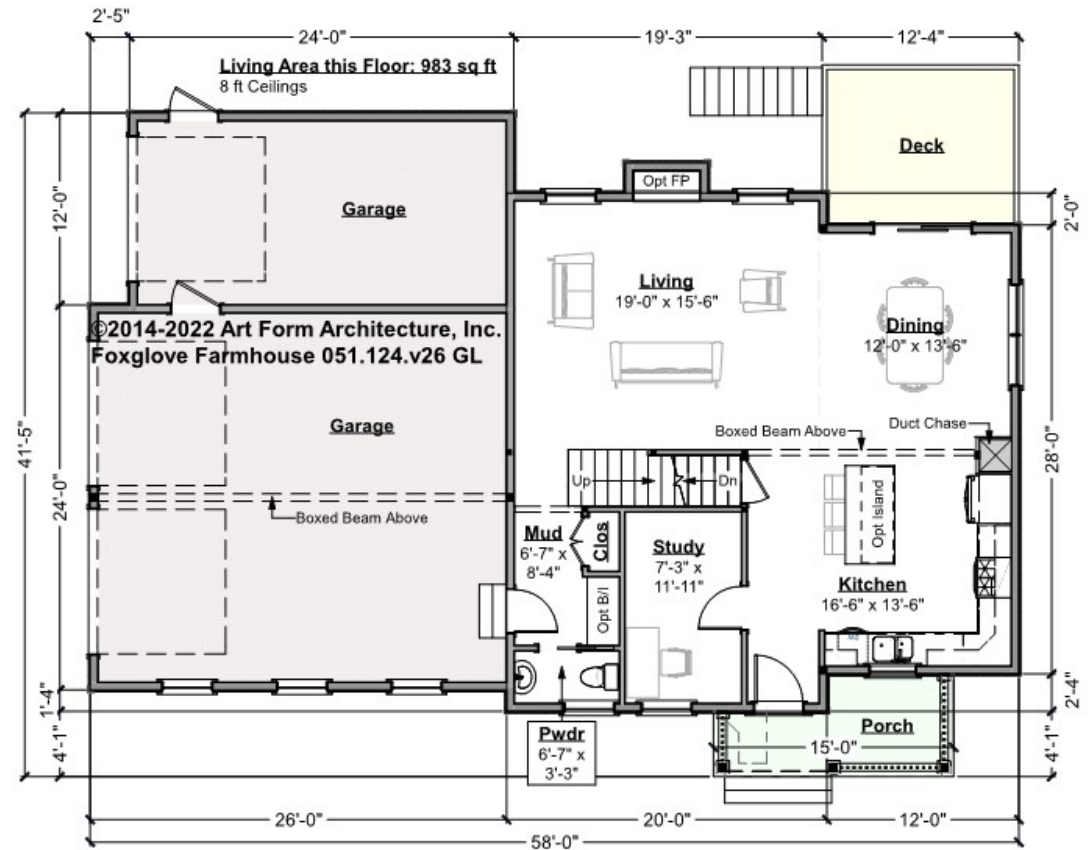 2'-5"
24'-0"
19'-3"
12'-4"
Living Area this Floor: 983 sq ft
8 ft Ceilings
Deck
Opt FP
Garage
12'-0"
2'-0"
Living
19'-0" x 15'-6"
Dining
12'-0" x 13'-6"
©2014-2022 Art Form Architecture, Inc.
Foxglove Farmhouse 051.124.v26 GL
Garage
Boxed Beam Above
Duct Chase
41'-5"
24'-0"
28'-0"
Up
Dn
Opt Island
Boxed Beam Above
Mud
6'-7" x
8'-4"
Clos
Study
7'-3" x
11'-11"
Kitchen
16'-6" x 13'-6"
Opt B/I
1'-4"
2'-4"
Pwdr
6'-7" x
3'-3"
Porch
15'-0"
4'-1"
4'-1"
26'-0"
20'-0"
12'-0"
58'-0"